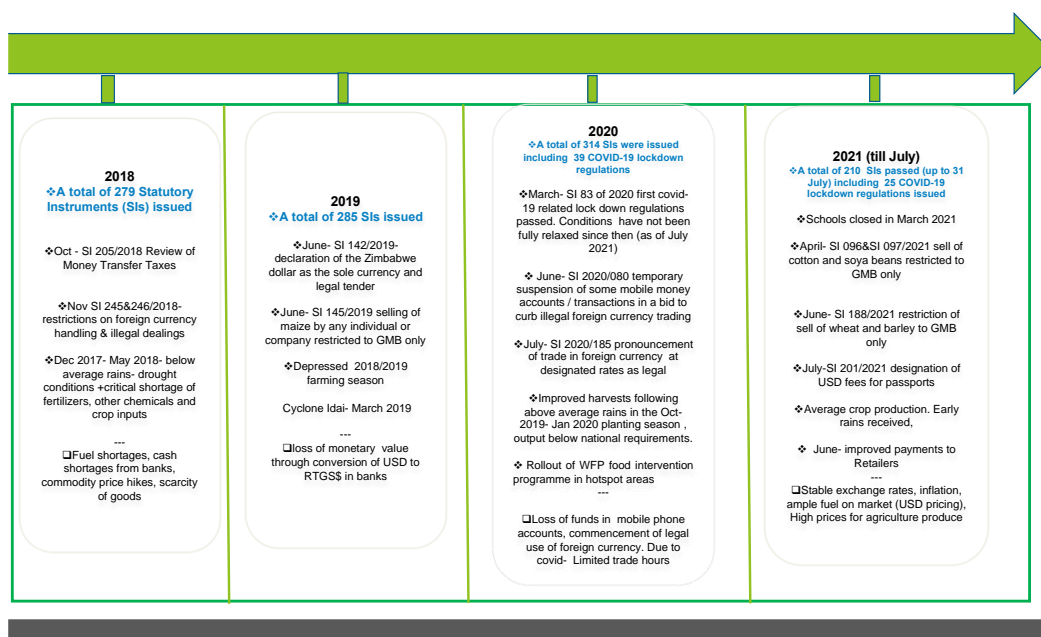 2018
❖A total of 279 Statutory
Instruments (SIs) issued
❖Oct - SI 205/2018 Review of
Money Transfer Taxes
❖Nov SI 245&246/2018-
restrictions on foreign currency
handling & illegal dealings
❖Dec 2017- May 2018- below
average rains- drought
conditions +critical shortage of
fertilizers, other chemicals and
crop inputs
---
❑Fuel shortages, cash
shortages from banks,
commodity price hikes, scarcity
of goods
2019
❖A total of 285 SIs issued
❖June- SI 142/2019-
declaration of the Zimbabwe
dollar as the sole currency and
legal tender
❖June- SI 145/2019 selling of
maize by any individual or
company restricted to GMB only
❖Depressed 2018/2019
farming season
Cyclone Idai- March 2019
---
❑loss of monetary value
through conversion of USD to
RTGS$ in banks
2020
❖A total of 314 SIs were issued
including 39 COVID-19 lockdown
regulations
❖March- SI 83 of 2020 first covid-
19 related lock down regulations
passed. Conditions have not been
fully relaxed since then (as of July
2021)
❖ June- SI 2020/080 temporary
suspension of some mobile money
accounts / transactions in a bid to
curb illegal foreign currency trading
❖July- SI 2020/185 pronouncement
of trade in foreign currency at
designated rates as legal
❖Improved harvests following
above average rains in the Oct-
2019- Jan 2020 planting season ,
output below national requirements.
❖ Rollout of WFP food intervention
programme in hotspot areas
---
❑Loss of funds in mobile phone
accounts, commencement of legal
use of foreign currency. Due to
covid- Limited trade hours
2021 (till July)
❖A total of 210 SIs passed (up to 31
July) including 25 COVID-19
lockdown regulations issued
❖Schools closed in March 2021
❖April- SI 096&SI 097/2021 sell of
cotton and soya beans restricted to
GMB only
❖June- SI 188/2021 restriction of
sell of wheat and barley to GMB
only
❖July-SI 201/2021 designation of
USD fees for passports
❖Average crop production. Early
rains received,
❖ June- improved payments to
Retailers
---
❑Stable exchange rates, inflation,
ample fuel on market (USD pricing),
High prices for agriculture produce